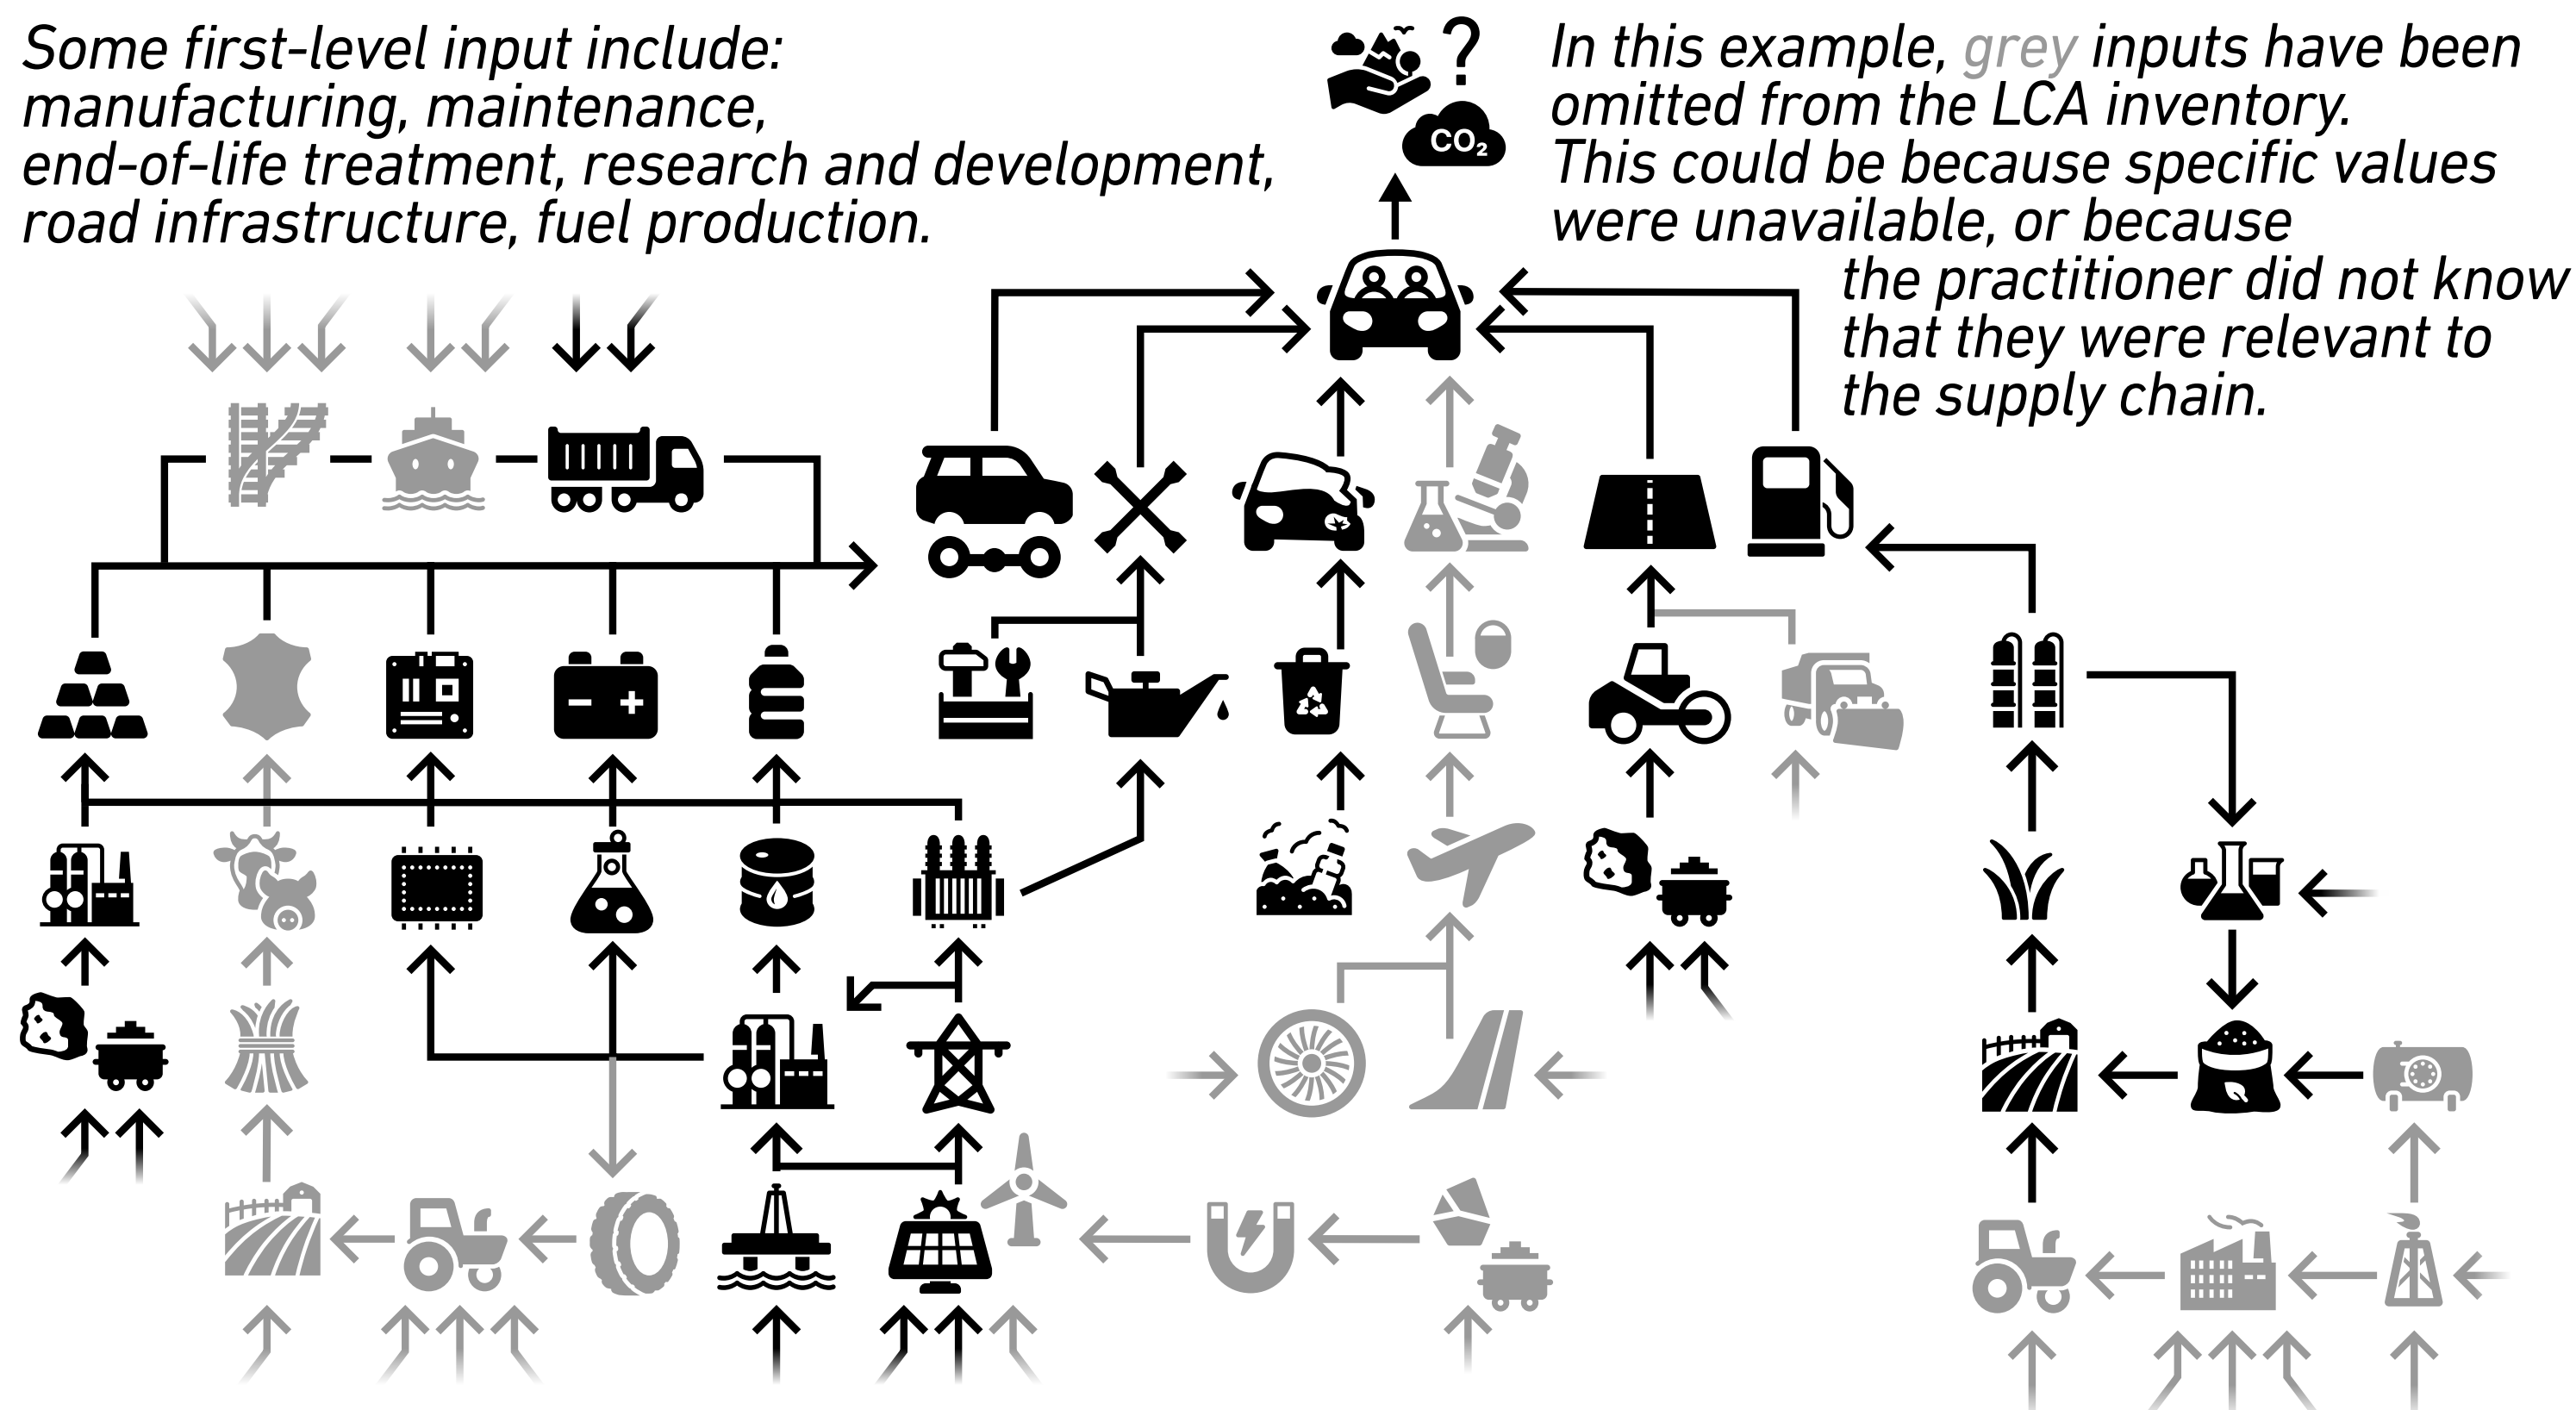 Some first-level input include:
manufacturing, maintenance,
end-of-life treatment, research and development,
road infrastructure, fuel production.
?
CO₂
In this example, grey inputs have been
omitted from the LCA inventory.
This could be because specific values
were unavailable, or because
the practitioner did not know
that they were relevant to
the supply chain.